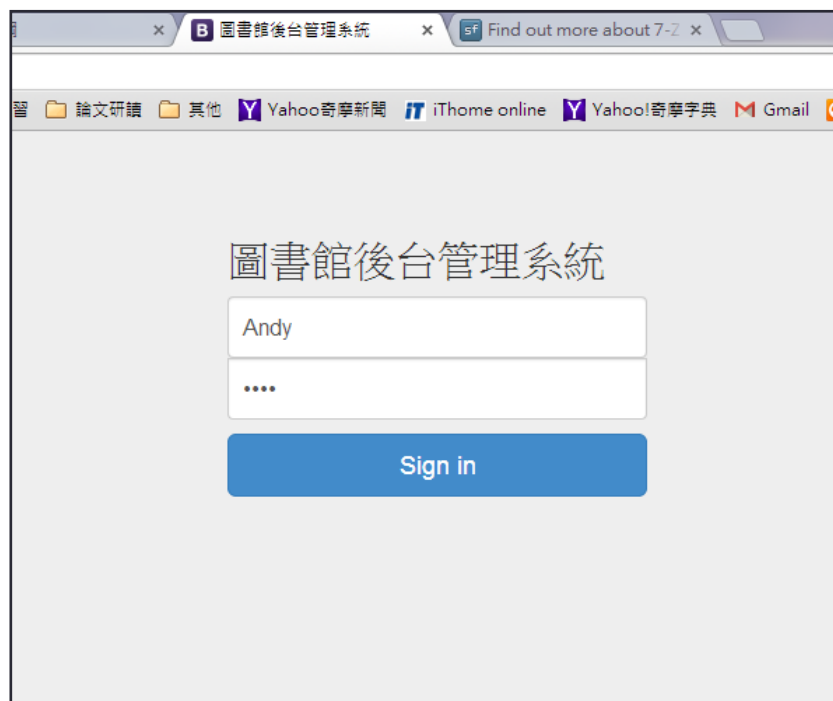 圖書館後台管理系統
Find out more about 7-Z
習 論文研讀 其他 Yahoo奇摩新聞 iThome online Yahoo!奇摩字典 Gmail
圖書館後台管理系統
Andy
••••
Sign in